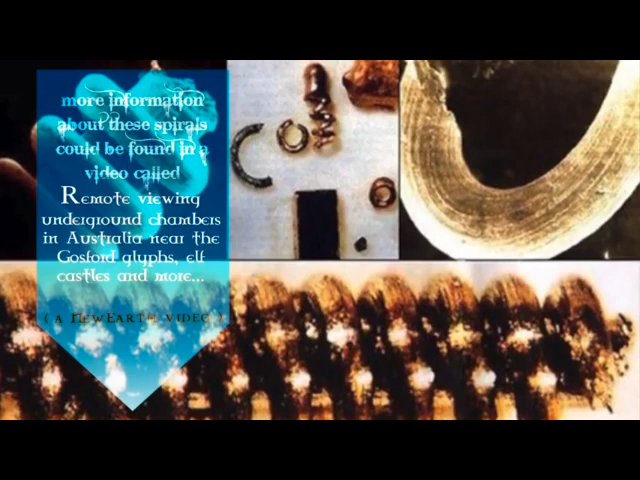 more information
about these spirals
could be found in a
video called
Remote viewing
underground chambers
in Australia near the
Gosford glyphs, elf
castles and more...
( a NewEarth video )